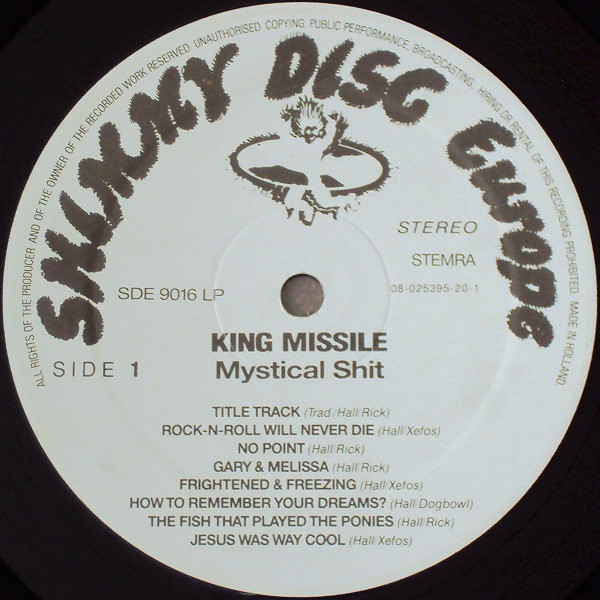 ALL RIGHTS OF THE PRODUCER AND OF THE OWNER OF THE RECORDED WORK RESERVED. UNAUTHORISED COPYING, PUBLIC PERFORMANCE, BROADCASTING, HIRING OR RENTAL OF THIS RECORDING PROHIBITED. MADE IN HOLLAND
SHIMMY DISC EUROPE
STEREO
STEMRA
SDE 9016 LP
08-025395-20-1
SIDE 1
KING MISSILE
Mystical Shit
TITLE TRACK (Trad/Hall/Rick)
ROCK-N-ROLL WILL NEVER DIE (Hall/Xefos)
NO POINT (Hall/Rick)
GARY & MELISSA (Hall/Rick)
FRIGHTENED & FREEZING (Hall/Xefos)
HOW TO REMEMBER YOUR DREAMS? (Hall/Dogbowl)
THE FISH THAT PLAYED THE PONIES (Hall/Rick)
JESUS WAS WAY COOL (Hall/Xefos)